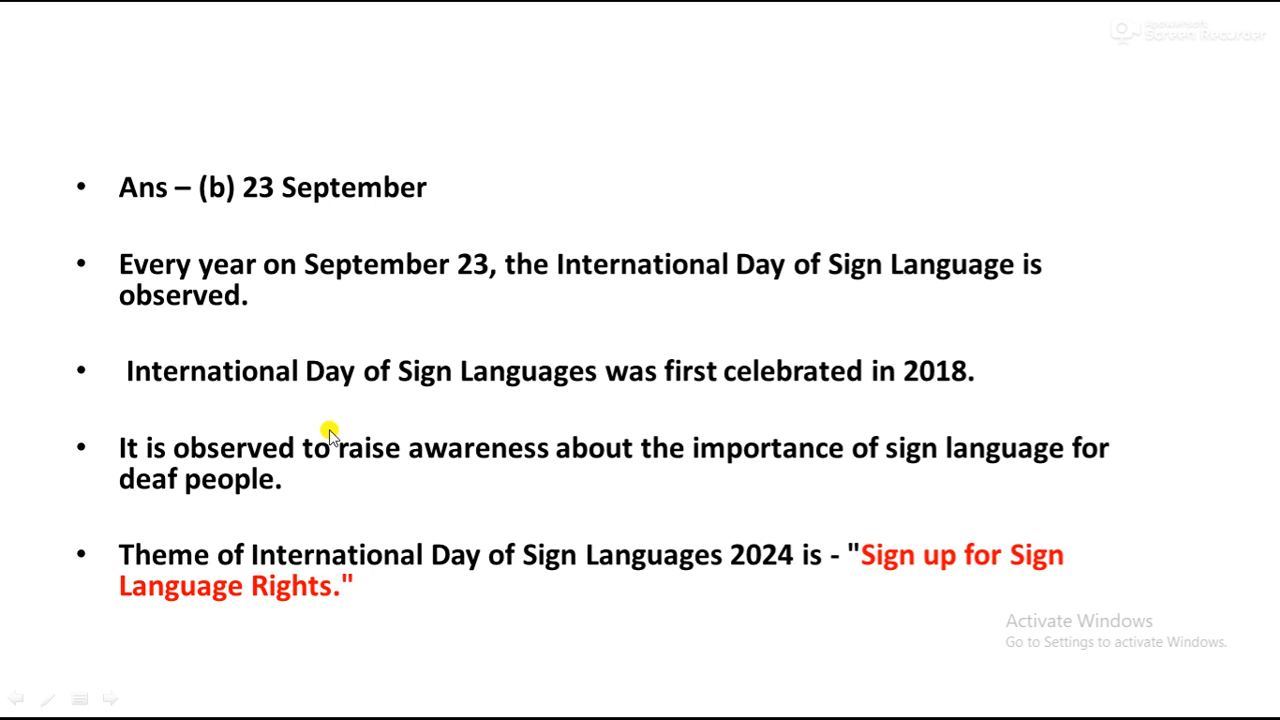 Apowersoft
Screen Recorder
• Ans – (b) 23 September
• Every year on September 23, the International Day of Sign Language is
observed.
• International Day of Sign Languages was first celebrated in 2018.
• It is observed to raise awareness about the importance of sign language for
deaf people.
• Theme of International Day of Sign Languages 2024 is - "Sign up for Sign
Language Rights."
Activate Windows
Go to Settings to activate Windows.